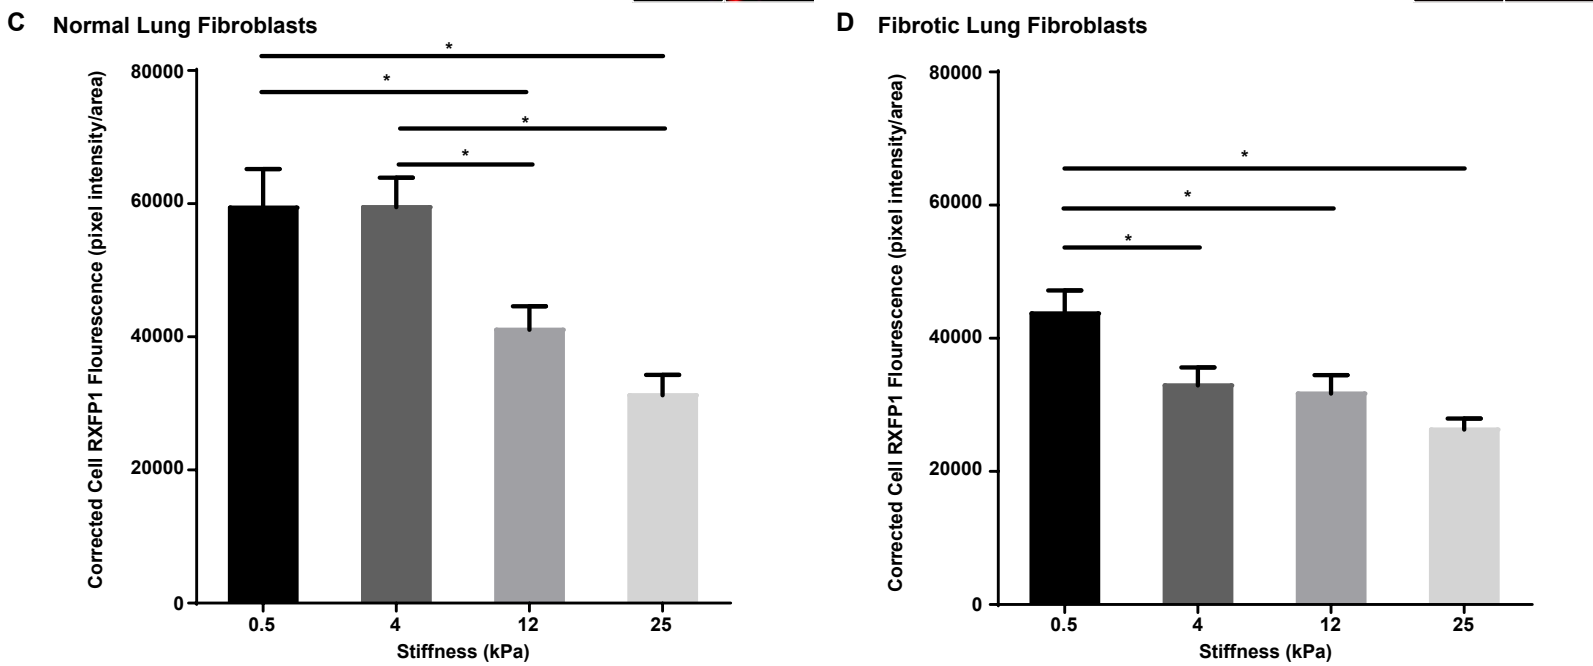 C Normal Lung Fibroblasts
Corrected Cell RXFP1 Flourescence (pixel intensity/area)
80000
60000
40000
20000
0
*
*
*
*
0.5 4 12 25
Stiffness (kPa)
D Fibrotic Lung Fibroblasts
Corrected Cell RXFP1 Flourescence (pixel intensity/area)
80000
60000
40000
20000
0
*
*
*
0.5 4 12 25
Stiffness (kPa)